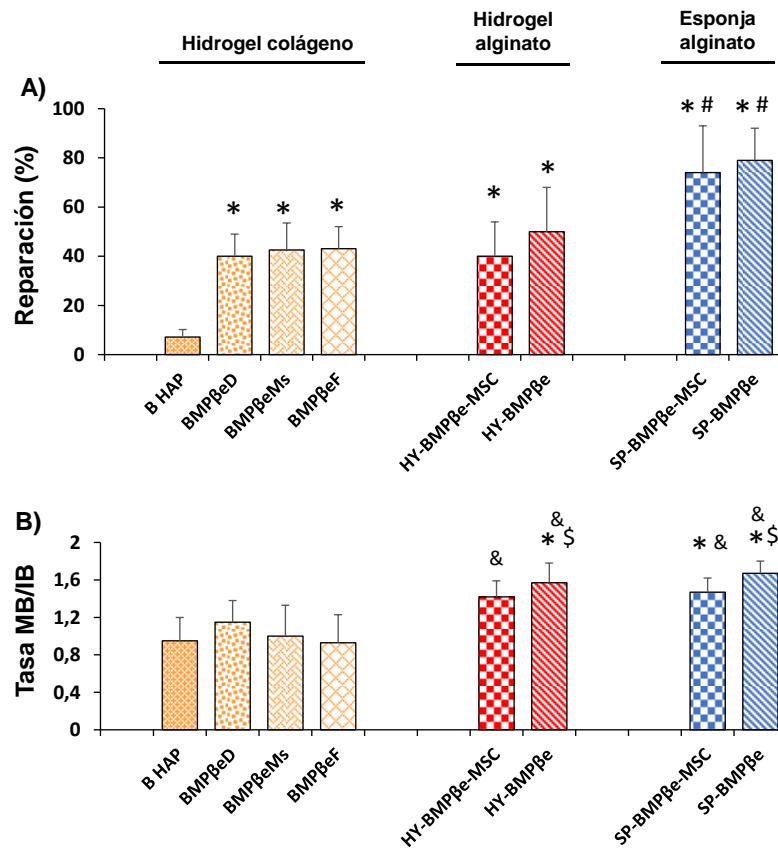 Hidrogel colágeno
Hidrogel
alginato
Esponja
alginato
A)
Reparación (%)
100
80
60
40
20
0
* * *
* *
* # * #
B HAP
BMPβeD
BMPβeMs
BMPβeF
HY-BMPβe-MSC
HY-BMPβe
SP-BMPβe-MSC
SP-BMPβe
B)
Tasa MB/IB
2
1,6
1,2
0,8
0,4
0
&
&
* $
* &
&
* $
B HAP
BMPβeD
BMPβeMs
BMPβeF
HY-BMPβe-MSC
HY-BMPβe
SP-BMPβe-MSC
SP-BMPβe